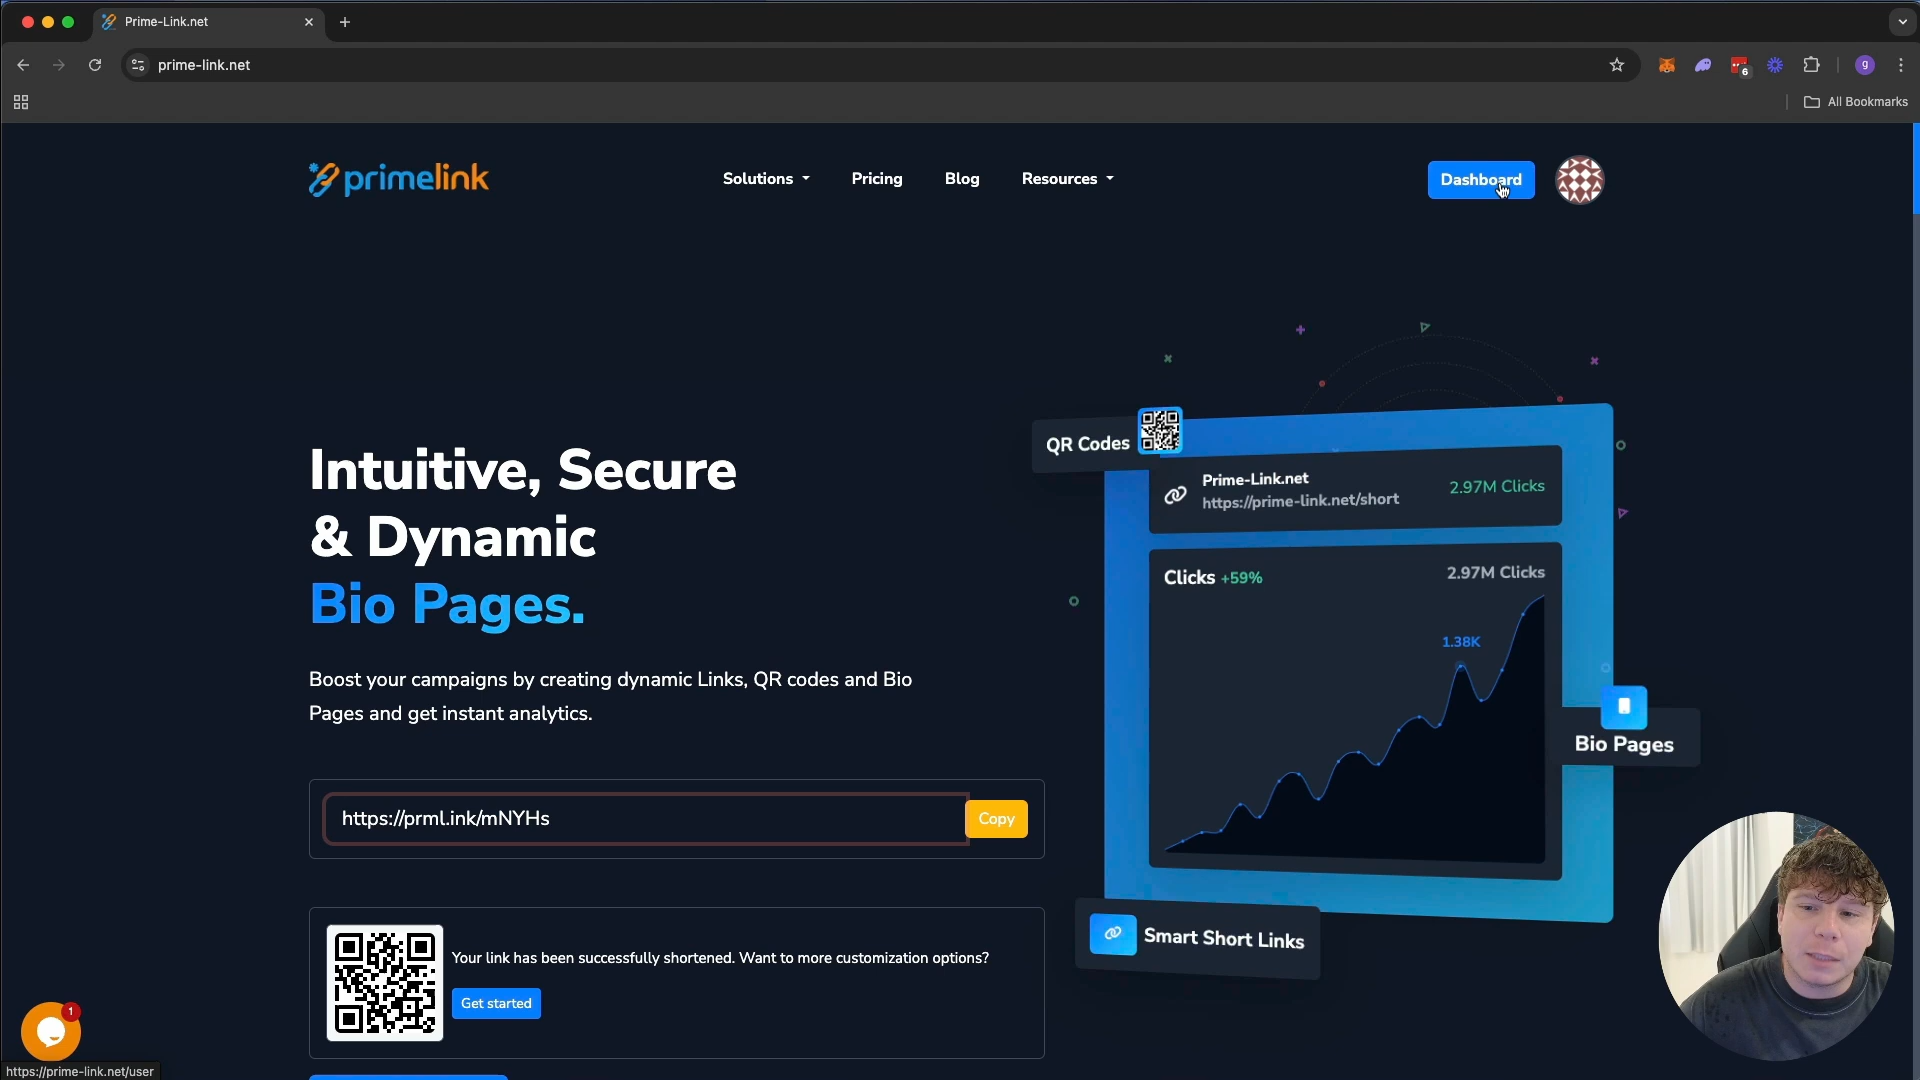 Prime-Link.net
prime-link.net
6
g
All Bookmarks
primelink
Solutions
Pricing
Blog
Resources
Dashboard
Intuitive, Secure
& Dynamic
Bio Pages.
Boost your campaigns by creating dynamic Links, QR codes and Bio
Pages and get instant analytics.
https://prml.ink/mNYHs
Copy
Your link has been successfully shortened. Want to more customization options?
Get started
QR Codes
Prime-Link.net
https://prime-link.net/short
2.97M Clicks
Clicks +59%
2.97M Clicks
1.38K
Bio Pages
Smart Short Links
1
https://prime-link.net/user